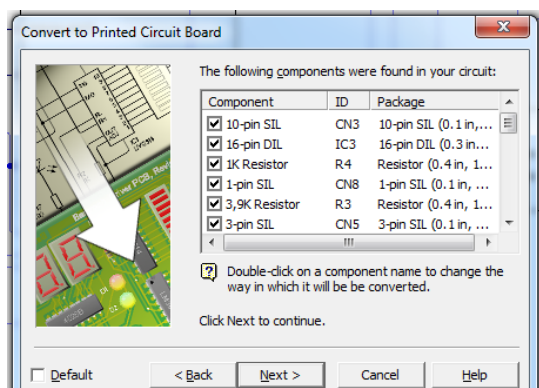 Convert to Printed Circuit Board
The following components were found in your circuit:
Component ID Package
10-pin SIL CN3 10-pin SIL (0.1 in,...
16-pin DIL IC3 16-pin DIL (0.3 in...
1K Resistor R4 Resistor (0.4 in, 1...
1-pin SIL CN8 1-pin SIL (0.1 in, ...
3,9K Resistor R3 Resistor (0.4 in, 1...
3-pin SIL CN5 3-pin SIL (0.1 in, ...
Double-click on a component name to change the
way in which it will be be converted.
Click Next to continue.
Default < Back Next > Cancel Help